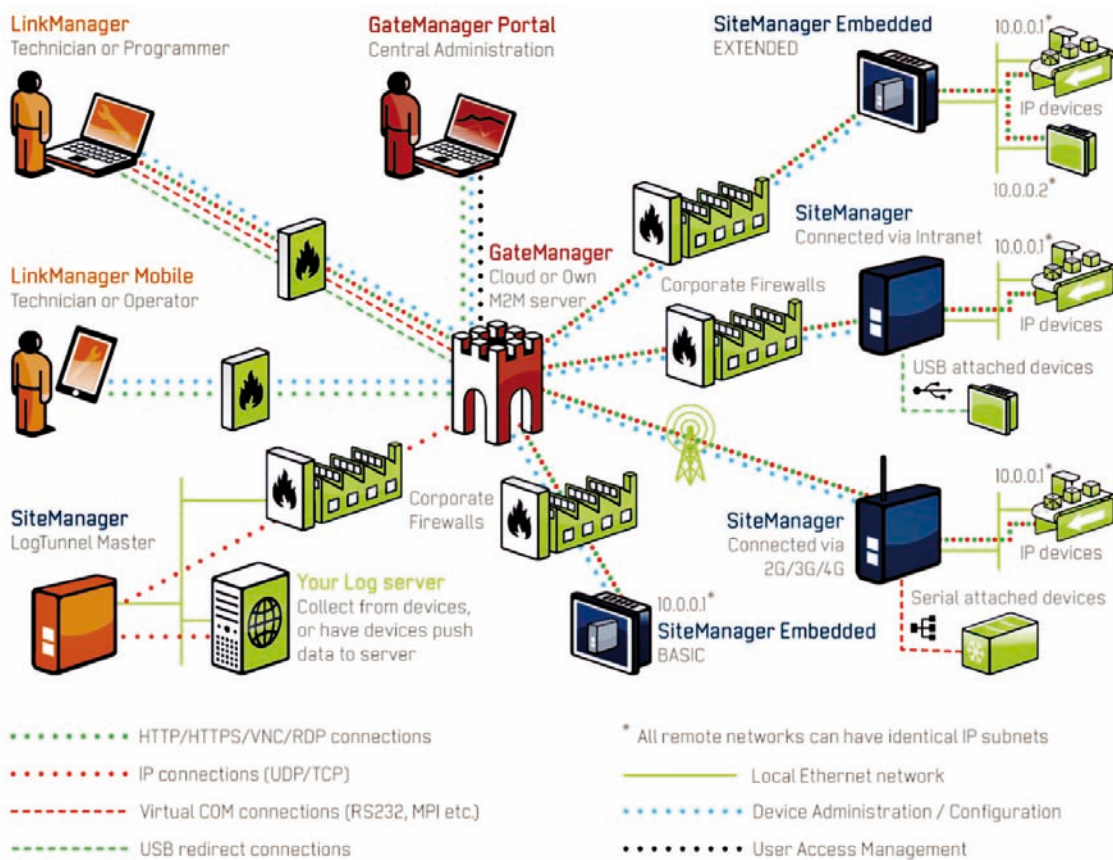 LinkManager
Technician or Programmer
GateManager Portal
Central Administration
SiteManager Embedded
EXTENDED
10.0.0.1*
IP devices
10.0.0.2*
LinkManager Mobile
Technician or Operator
GateManager
Cloud or Own
M2M server
SiteManager
Connected via Intranet
10.0.0.1*
Corporate Firewalls
IP devices
USB attached devices
SiteManager
LogTunnel Master
Corporate
Firewalls
Your Log server
Collect from devices,
or have devices push
data to server
10.0.0.1*
SiteManager Embedded
BASIC
SiteManager
Connected via
2G/3G/4G
10.0.0.1*
IP devices
Serial attached devices
HTTP/HTTPS/VNC/RDP connections
IP connections (UDP/TCP)
Virtual COM connections (RS232, MPI etc.)
USB redirect connections
* All remote networks can have identical IP subnets
Local Ethernet network
Device Administration / Configuration
User Access Management